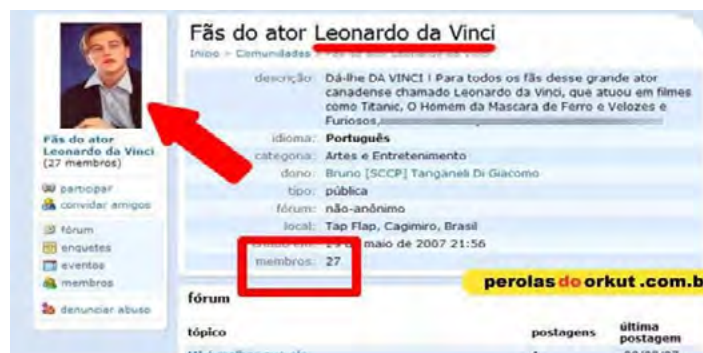 Fãs do ator Leonardo da Vinci
Início > Comunidades >
descrição: Dá-lhe DA VINCI ! Para todos os fãs desse grande ator
canadense chamado Leonardo da Vinci, que atuou em filmes
como Titanic, O Homem da Mascara de Ferro e Velozes e
Furiosos,
idioma: Português
categoria: Artes e Entretenimento
dono: Bruno [SCCP] Tanganeli Di Giacomo
tipo: pública
fórum: não-anônimo
local: Tap Flap, Cagimiro, Brasil
maio de 2007 21:56
membros: 27
Fãs do ator
Leonardo da Vinci
(27 membros)
participar
convidar amigos
fórum
enquetes
eventos
membros
denunciar abuso
perolasdoorkut.com.b
fórum
tópico postagens última
postagem